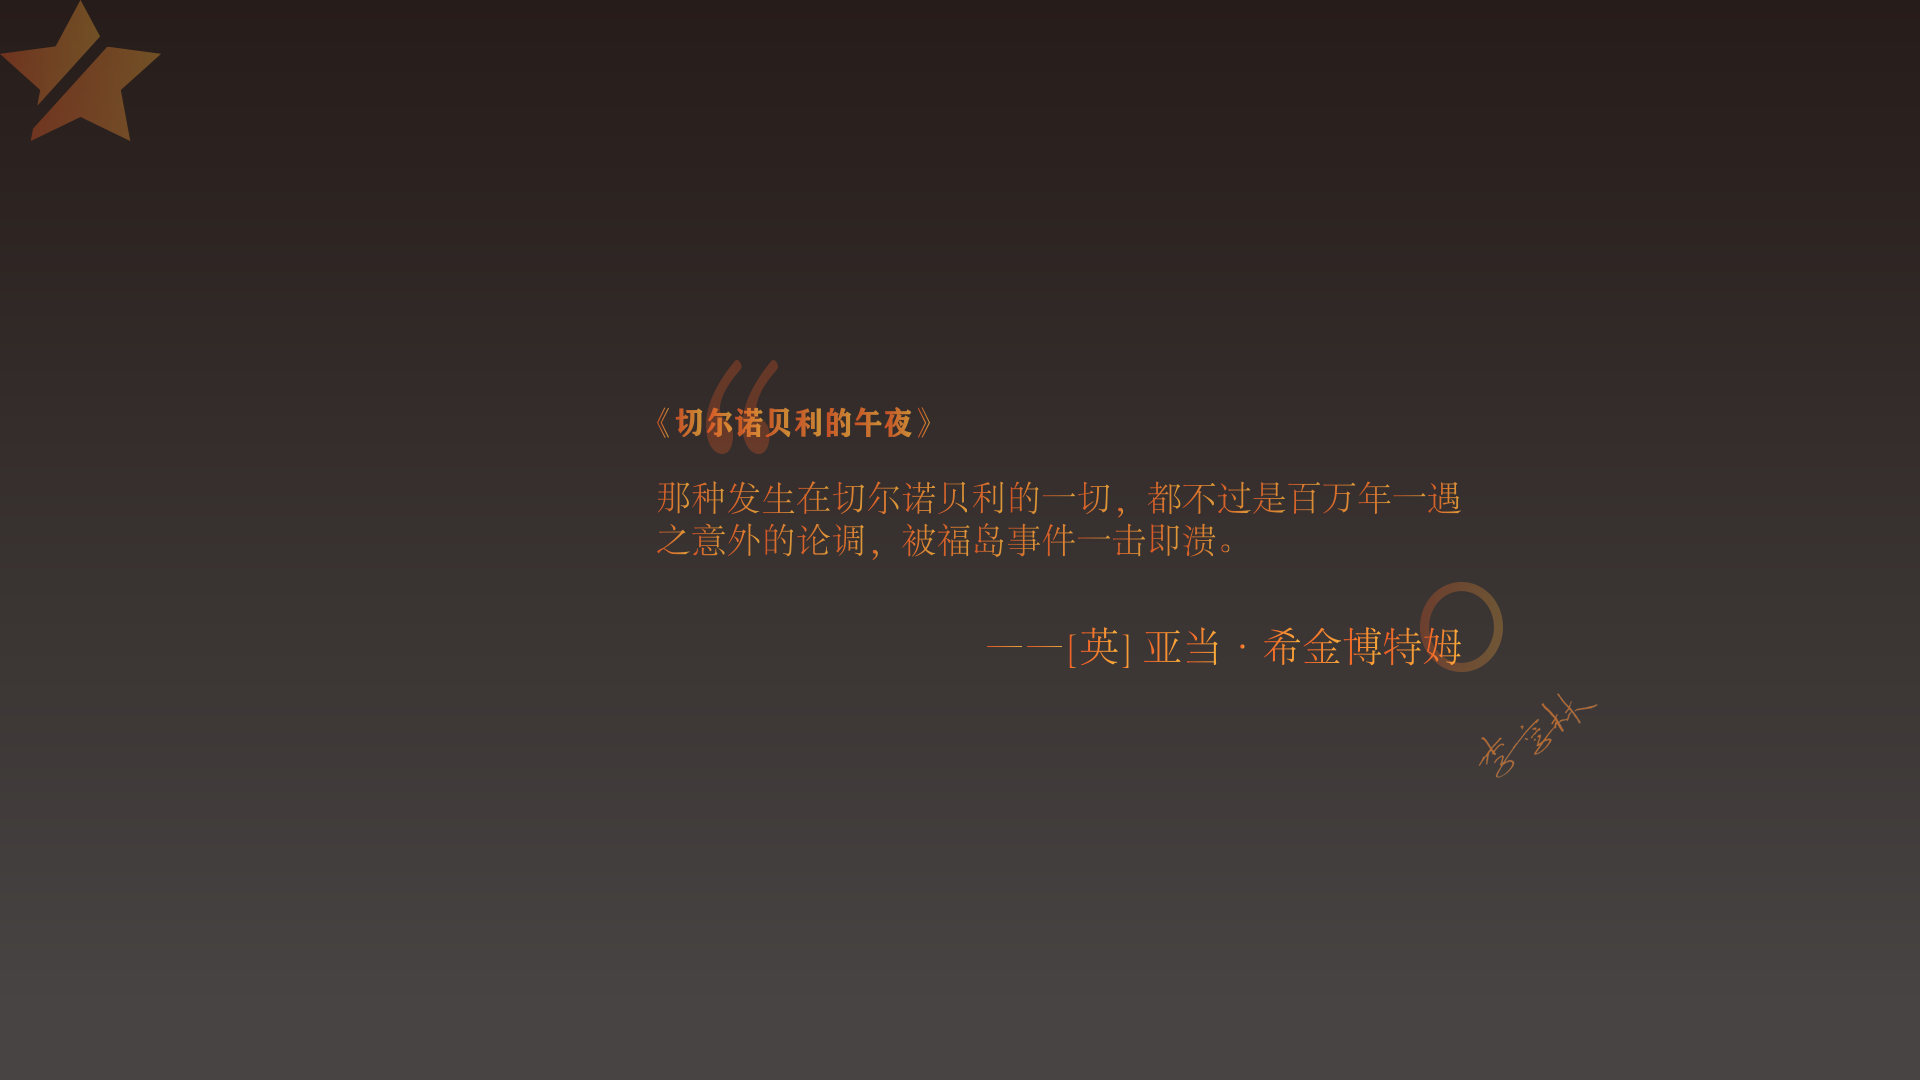 《切尔诺贝利的午夜》
那种发生在切尔诺贝利的一切，都不过是百万年一遇
之意外的论调，被福岛事件一击即溃。
——[英] 亚当 · 希金博特姆